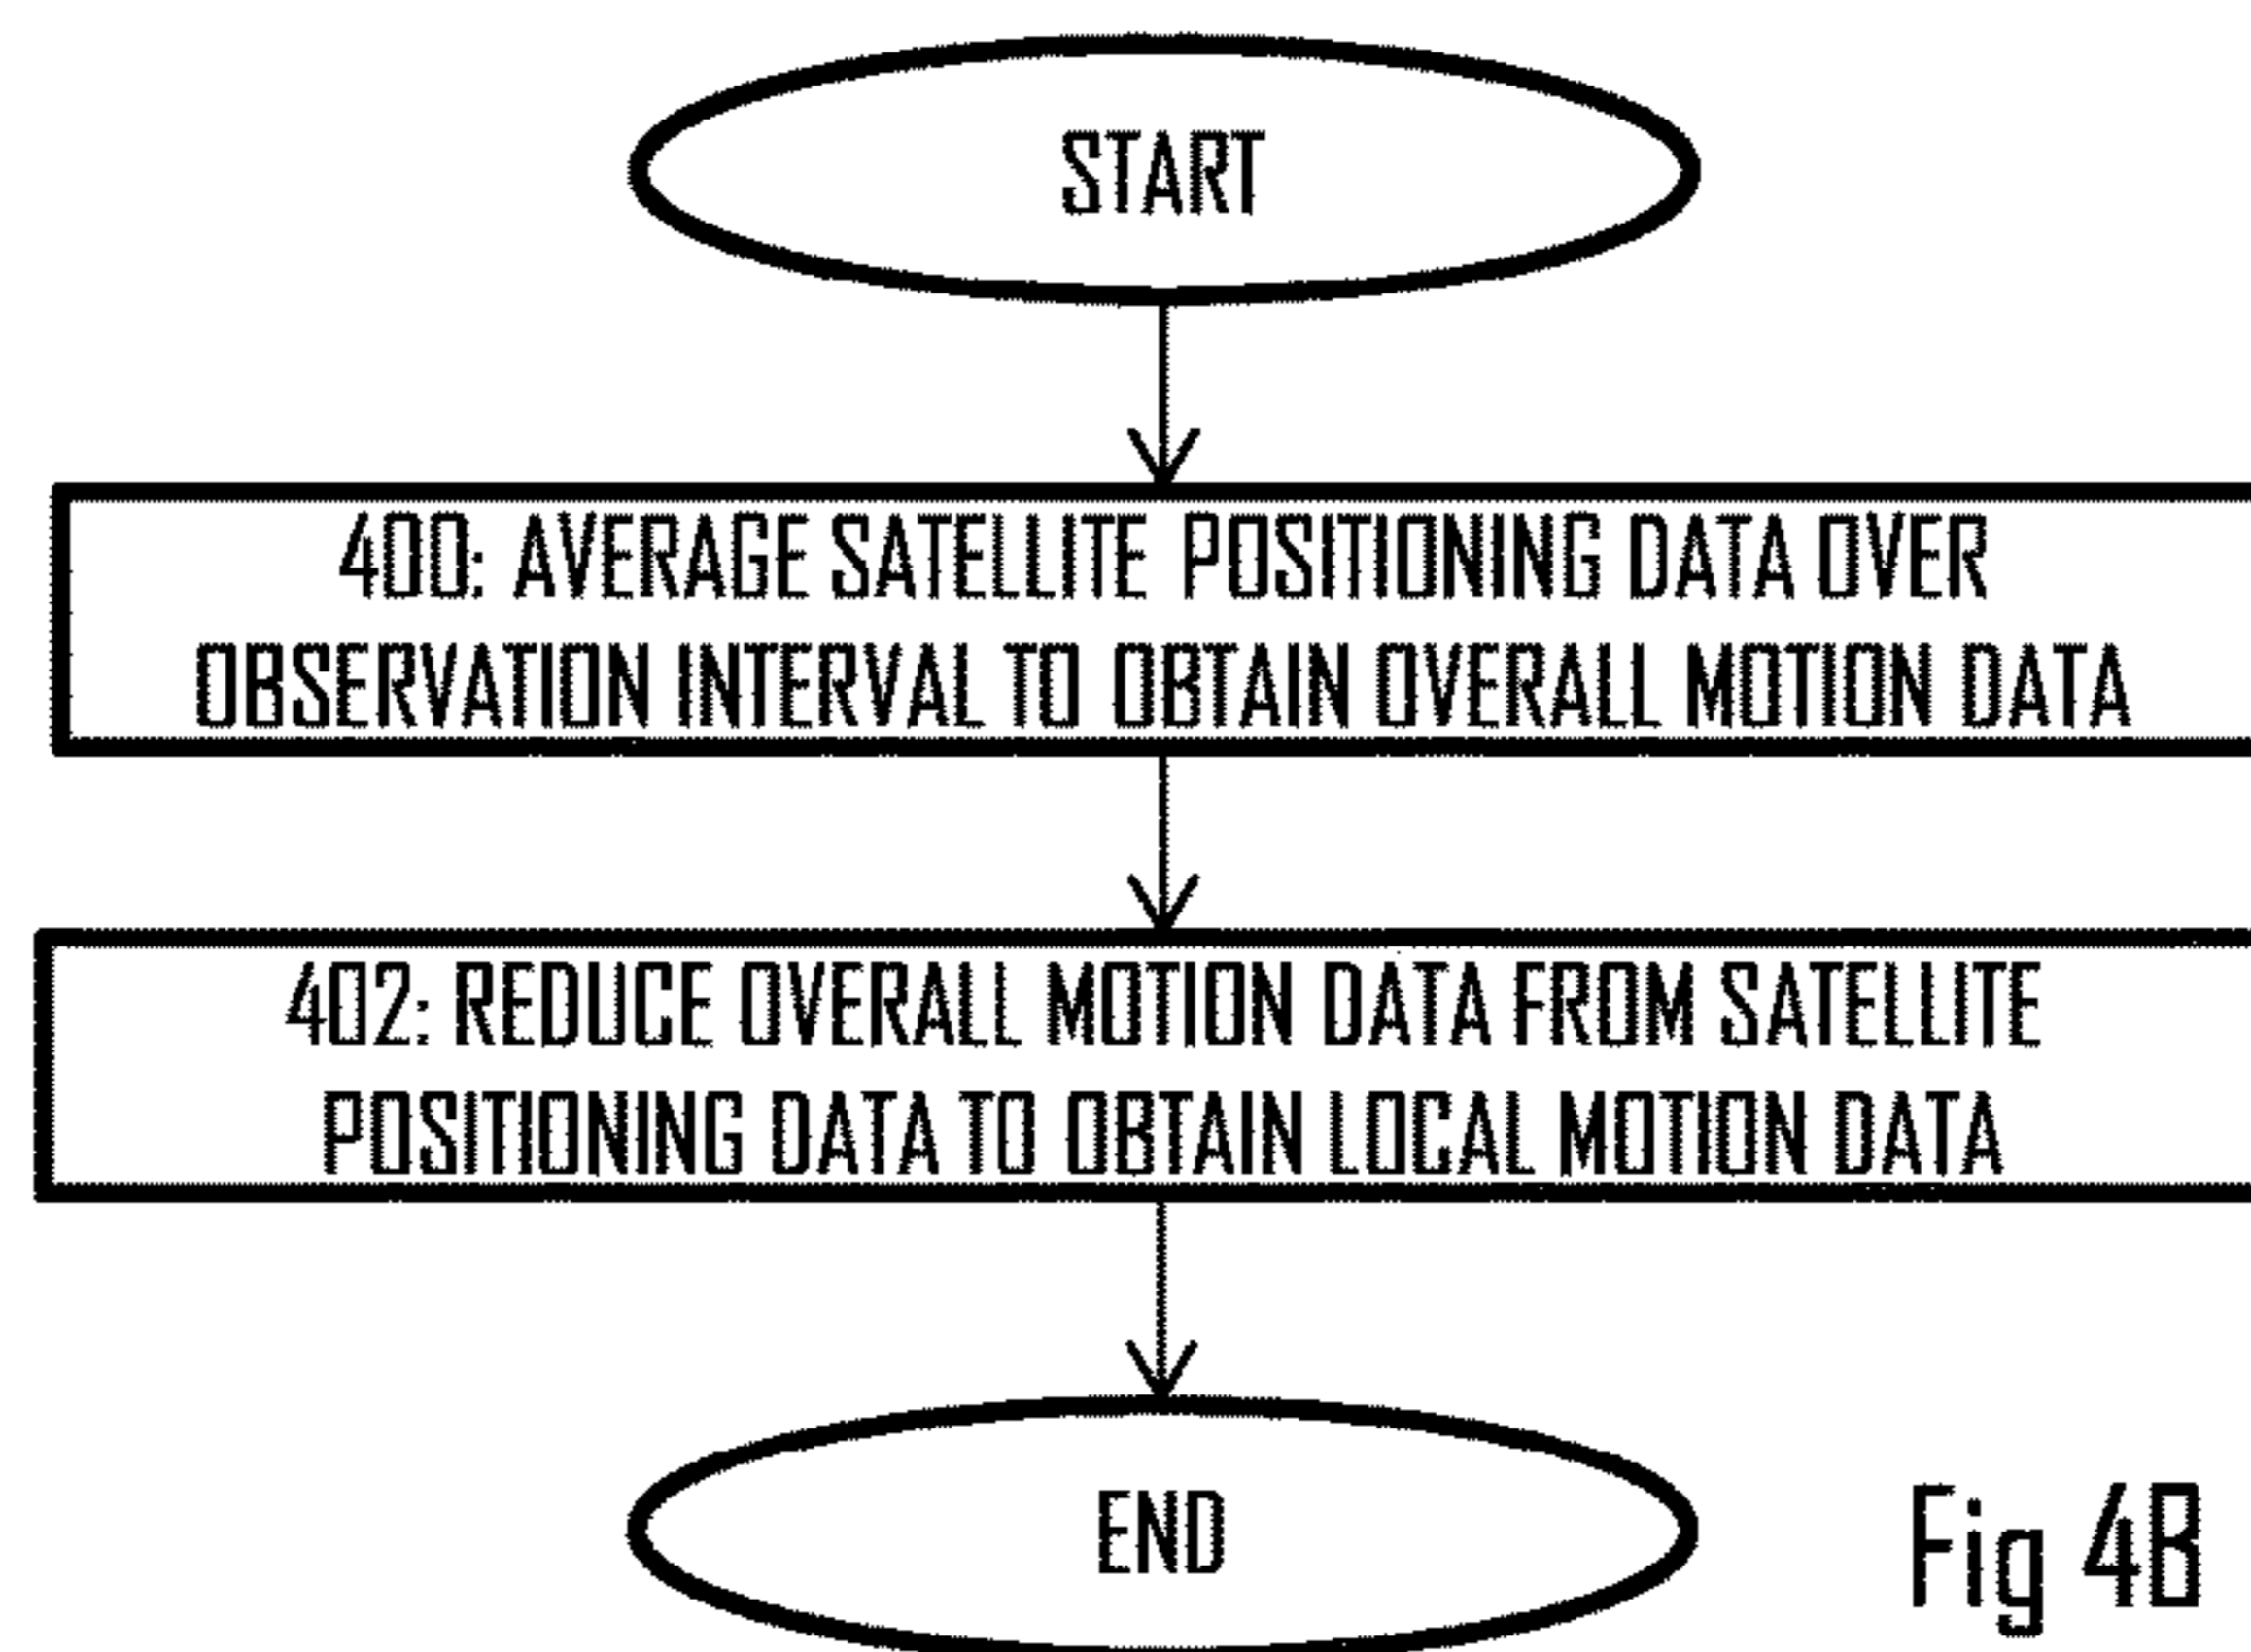 START
400: AVERAGE SATELLITE POSITIONING DATA OVER
OBSERVATION INTERVAL TO OBTAIN OVERALL MOTION DATA
402: REDUCE OVERALL MOTION DATA FROM SATELLITE
POSITIONING DATA TO OBTAIN LOCAL MOTION DATA
END
Fig 4B